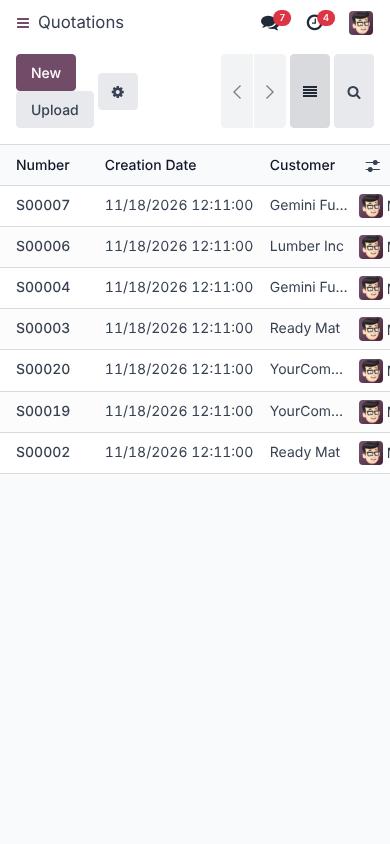 Quotations 7 4
New
Upload
Number Creation Date Customer
S00007 11/18/2026 12:11:00 Gemini Fu...
S00006 11/18/2026 12:11:00 Lumber Inc
S00004 11/18/2026 12:11:00 Gemini Fu...
S00003 11/18/2026 12:11:00 Ready Mat
S00020 11/18/2026 12:11:00 YourCom...
S00019 11/18/2026 12:11:00 YourCom...
S00002 11/18/2026 12:11:00 Ready Mat